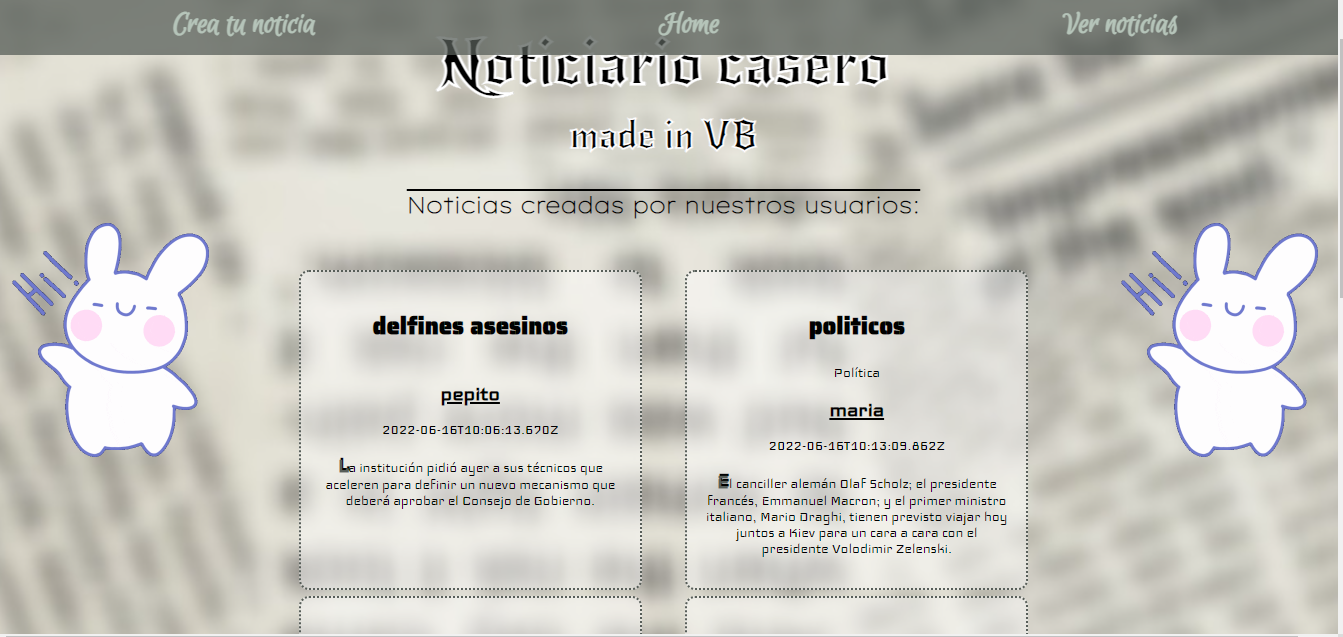 Crea tu noticia Home Ver noticias
Noticiario casero
made in VB
Noticias creadas por nuestros usuarios:
Hi!
Hi!
delfines asesinos
pepito
2022-06-16T10:06:13.670Z
La institución pidió ayer a sus técnicos que
aceleren para definir un nuevo mecanismo que
deberá aprobar el Consejo de Gobierno.
politicos
Política
maria
2022-06-16T10:13:09.862Z
El canciller alemán Olaf Scholz; el presidente
francés, Emmanuel Macron; y el primer ministro
italiano, Mario Draghi, tienen previsto viajar hoy
juntos a Kiev para un cara a cara con el
presidente Volodimir Zelenski.